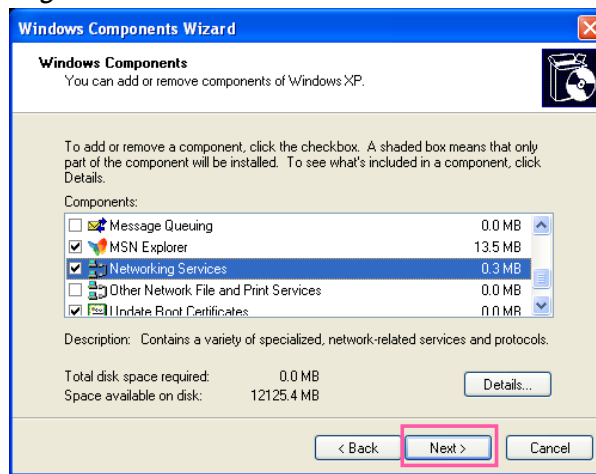 Windows Components Wizard
Windows Components
You can add or remove components of Windows XP.
To add or remove a component, click the checkbox. A shaded box means that only
part of the component will be installed. To see what's included in a component, click
Details.
Components:
Message Queuing 0.0 MB
MSN Explorer 13.5 MB
Networking Services 0.3 MB
Other Network File and Print Services 0.0 MB
Update Root Certificates 0.0 MB
Description: Contains a variety of specialized, network-related services and protocols.
Total disk space required: 0.0 MB
Space available on disk: 12125.4 MB
Details...
< Back Next > Cancel